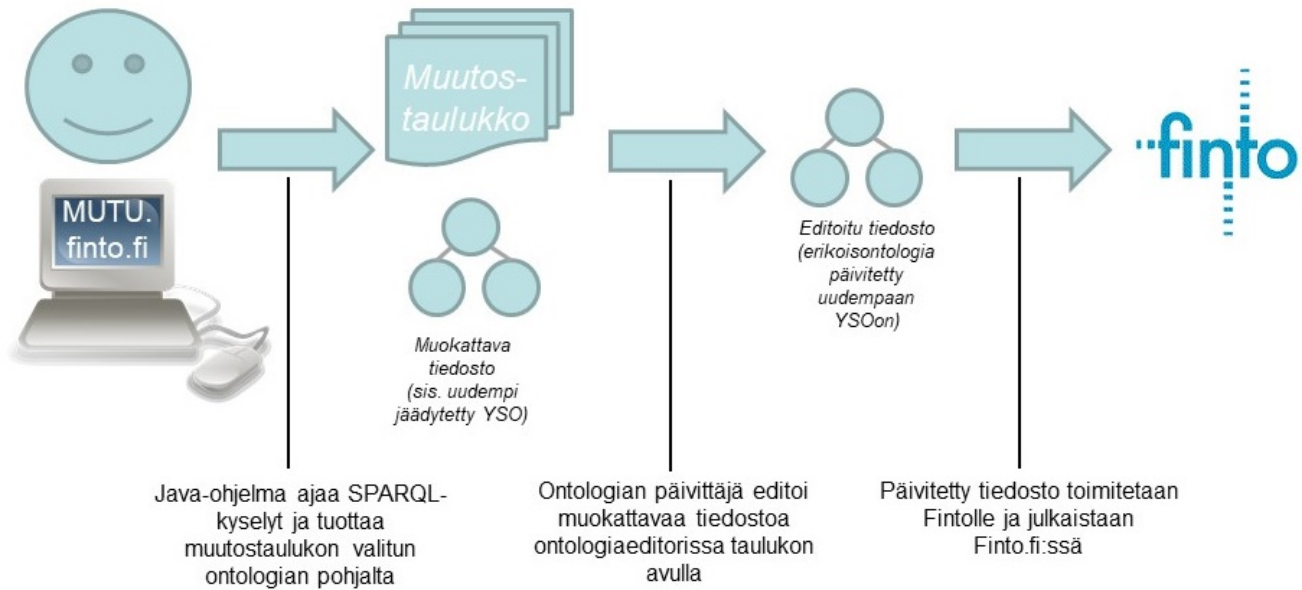 Muutos-
taulukko
MUTU.
finto.fi
finto
Editoitu tiedosto
(erikoisontologia
päivitetty
uudempaan
YSOon)
Muokattava
tiedosto
(sis. uudempi
jäädytetty YSO)
Java-ohjelma ajaa SPARQL-
kyselyt ja tuottaa
muutostaulukon valitun
ontologian pohjalta
Ontologian päivittäjä editoi
muokattavaa tiedostoa
ontologiaeditorissa taulukon
avulla
Päivitetty tiedosto toimitetaan
Fintolle ja julkaistaan
Finto.fi:ssä